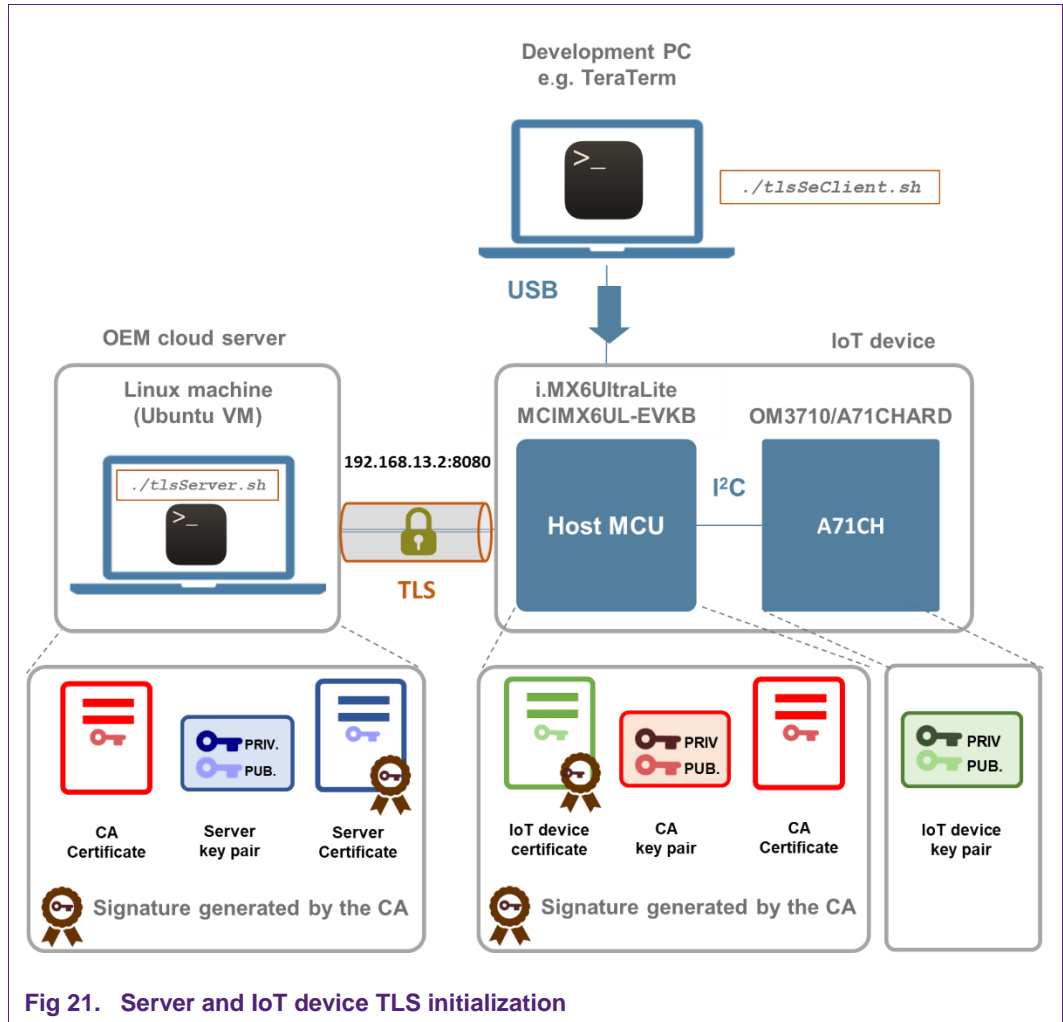 Development PC
e.g. TeraTerm
>_
./tlsSeClient.sh
USB
OEM cloud server
IoT device
Linux machine
(Ubuntu VM)
i.MX6UltraLite
MCIMX6UL-EVKB
OM3710/A71CHARD
192.168.13.2:8080
./tlsServer.sh
>_
I²C
Host MCU
A71CH
TLS
PRIV.
PUB.
PRIV
PUB.
PRIV
PUB.
CA
Certificate
Server
key pair
Server
Certificate
IoT device
certificate
CA
key pair
CA
Certificate
IoT device
key pair
Signature generated by the CA
Signature generated by the CA
Fig 21. Server and IoT device TLS initialization